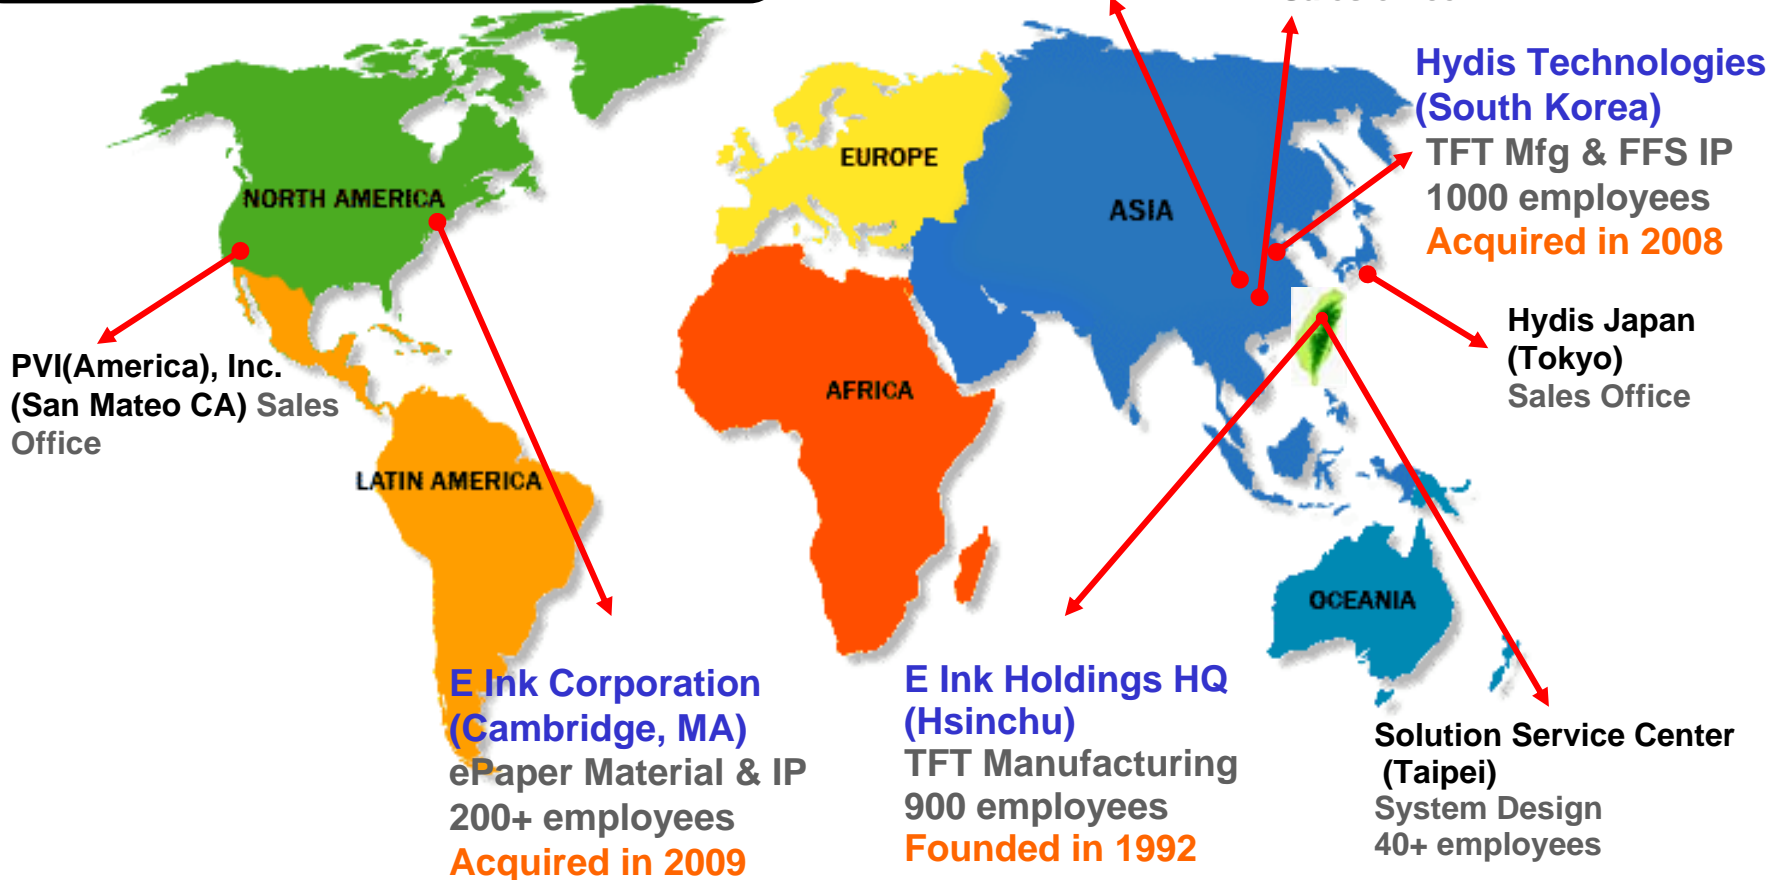 Hydis Technologies
(South Korea)
TFT Mfg & FFS IP
1000 employees
Acquired in 2008
EUROPE
NORTH AMERICA
ASIA
Hydis Japan
(Tokyo)
Sales Office
PVI(America), Inc.
(San Mateo CA) Sales
Office
AFRICA
LATIN AMERICA
OCEANIA
E Ink Corporation
(Cambridge, MA)
ePaper Material & IP
200+ employees
Acquired in 2009
E Ink Holdings HQ
(Hsinchu)
TFT Manufacturing
900 employees
Founded in 1992
Solution Service Center
(Taipei)
System Design
40+ employees